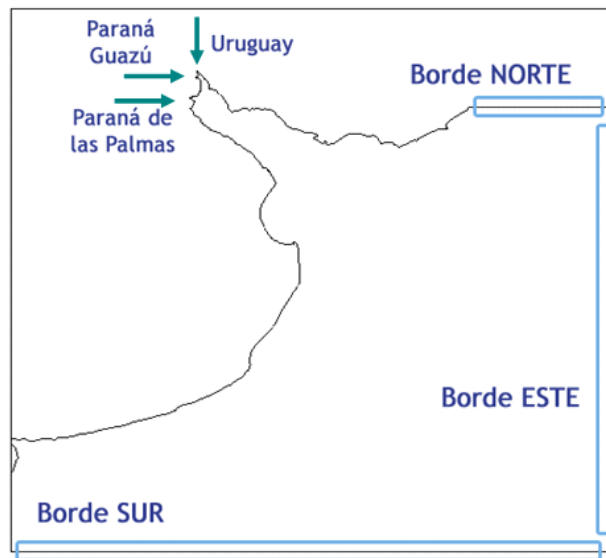 Paraná
Guazú
Uruguay
Paraná de
las Palmas
Borde NORTE
Borde ESTE
Borde SUR